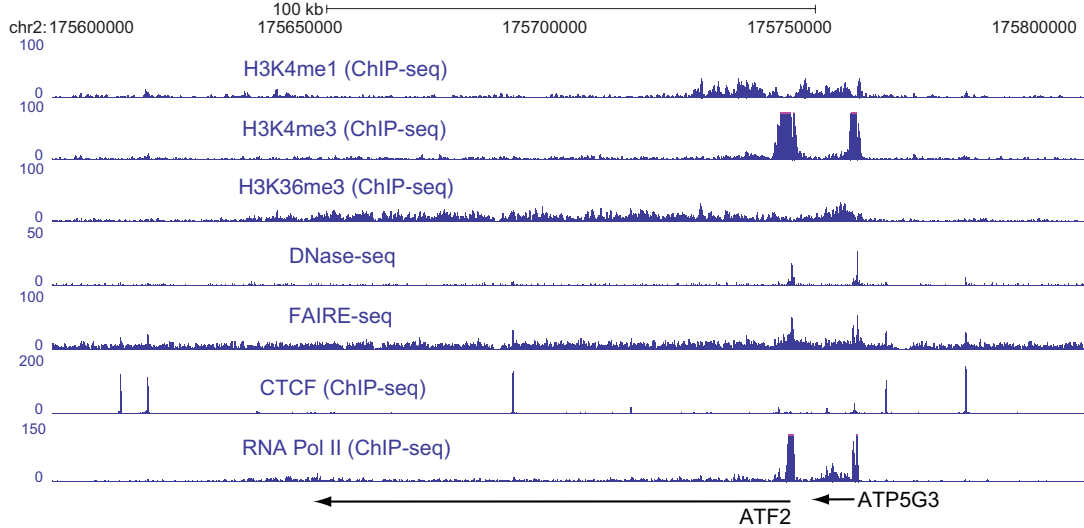 100 kb
chr2: 175600000 175650000 175700000 175750000 175800000
100
H3K4me1 (ChIP-seq)
0
100
H3K4me3 (ChIP-seq)
0
100
H3K36me3 (ChIP-seq)
0
50
DNase-seq
0
100
FAIRE-seq
0
200
CTCF (ChIP-seq)
0
150
RNA Pol II (ChIP-seq)
0
ATP5G3
ATF2